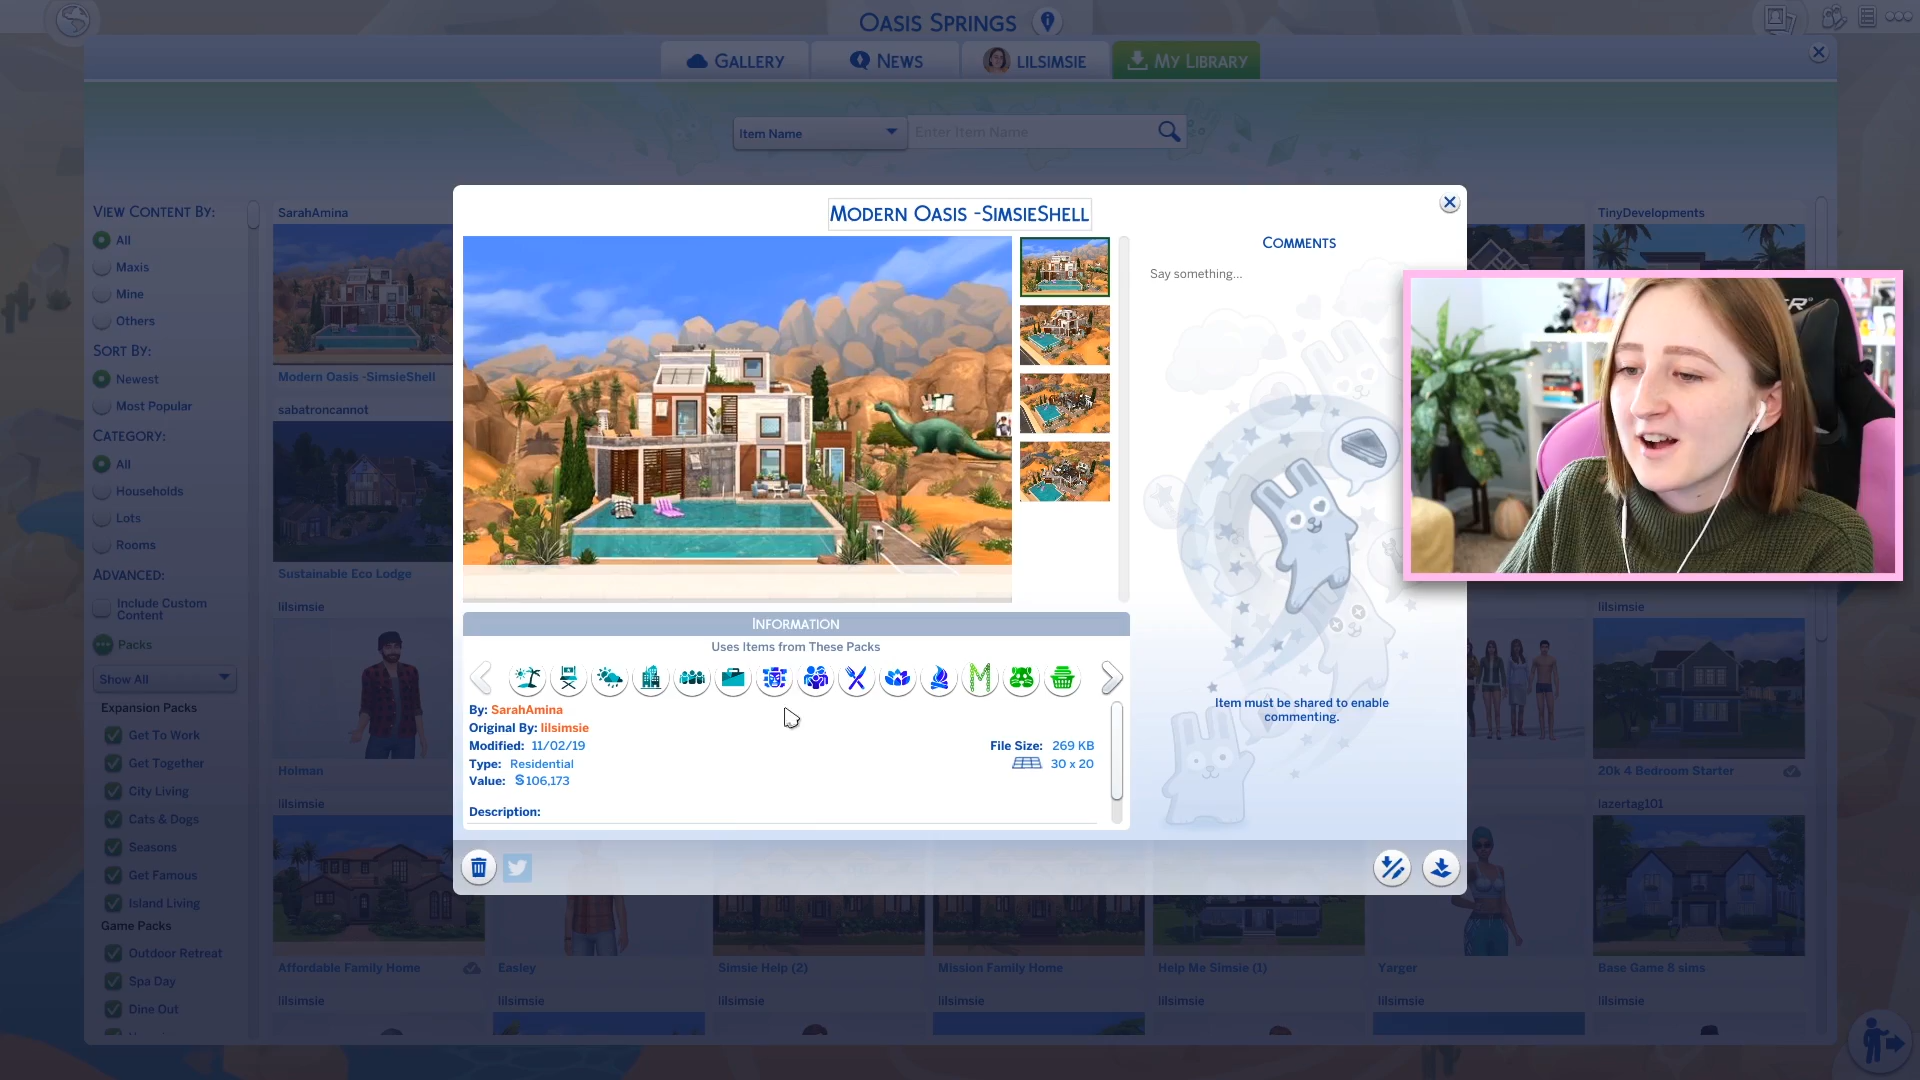 OASIS SPRINGS
GALLERY
NEWS
LILSIMSIE
MY LIBRARY
Item Name
Enter Item Name
VIEW CONTENT BY:
All
Maxis
Mine
Others
SORT BY:
Newest
Most Popular
CATEGORY:
All
Households
Lots
Rooms
ADVANCED:
Include Custom
Content
Packs
Show All
Expansion Packs
Get To Work
Get Together
City Living
Cats & Dogs
Seasons
Get Famous
Island Living
Game Packs
Outdoor Retreat
Spa Day
Dine Out
SarahAmina
Modern Oasis -SimsieShell
sabatroncannot
Sustainable Eco Lodge
lilsimsie
Holman
lilsimsie
Affordable Family Home
lilsimsie
MODERN OASIS -SIMSIESHELL
INFORMATION
Uses Items from These Packs
By: SarahAmina
Original By: lilsimsie
Modified: 11/02/19
Type: Residential
Value: §106,173
File Size: 269 KB
30 x 20
Description:
COMMENTS
Say something...
Item must be shared to enable
commenting.
TinyDevelopments
lilsimsie
20k 4 Bedroom Starter
lazertag101
Easley
Simsie Help (2)
Mission Family Home
Help Me Simsie (1)
Yarger
Base Game 8 sims
lilsimsie
lilsimsie
lilsimsie
lilsimsie
lilsimsie
lilsimsie